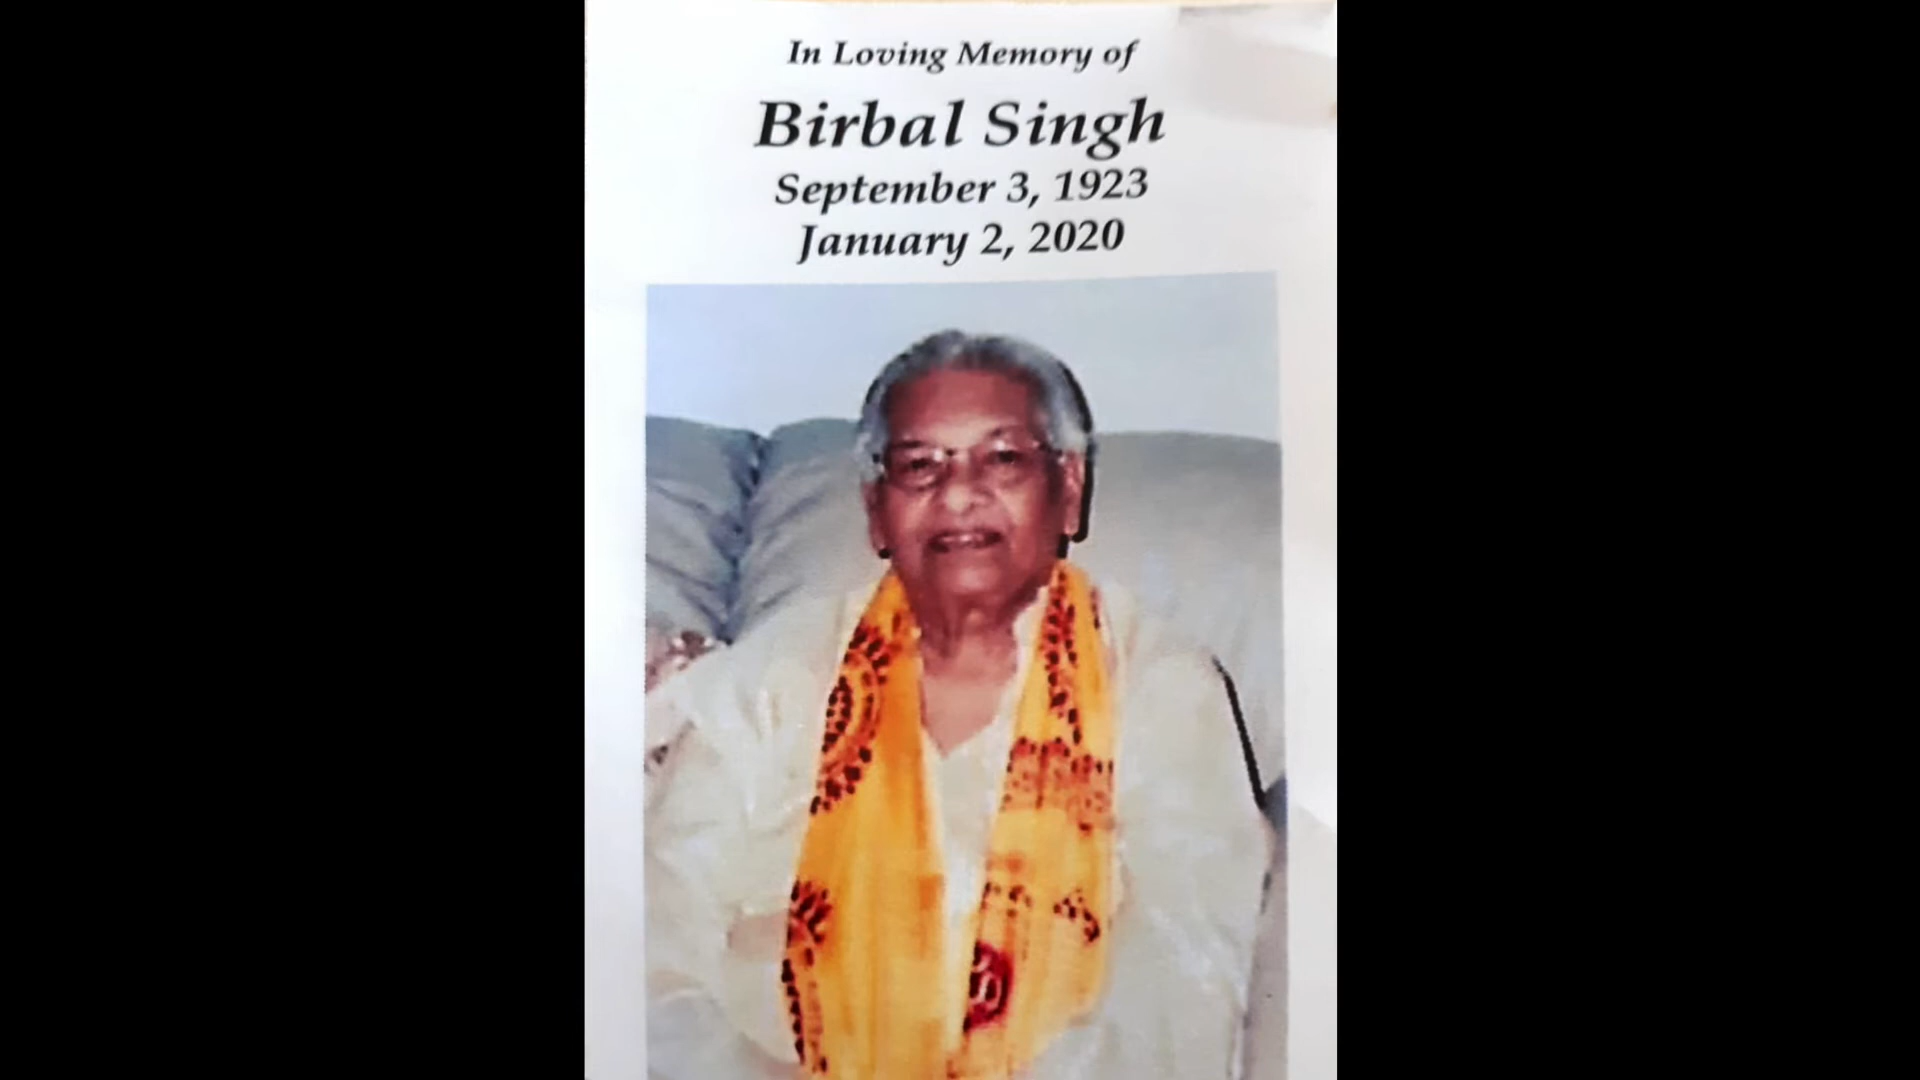 In Loving Memory of
Birbal Singh
September 3, 1923
January 2, 2020